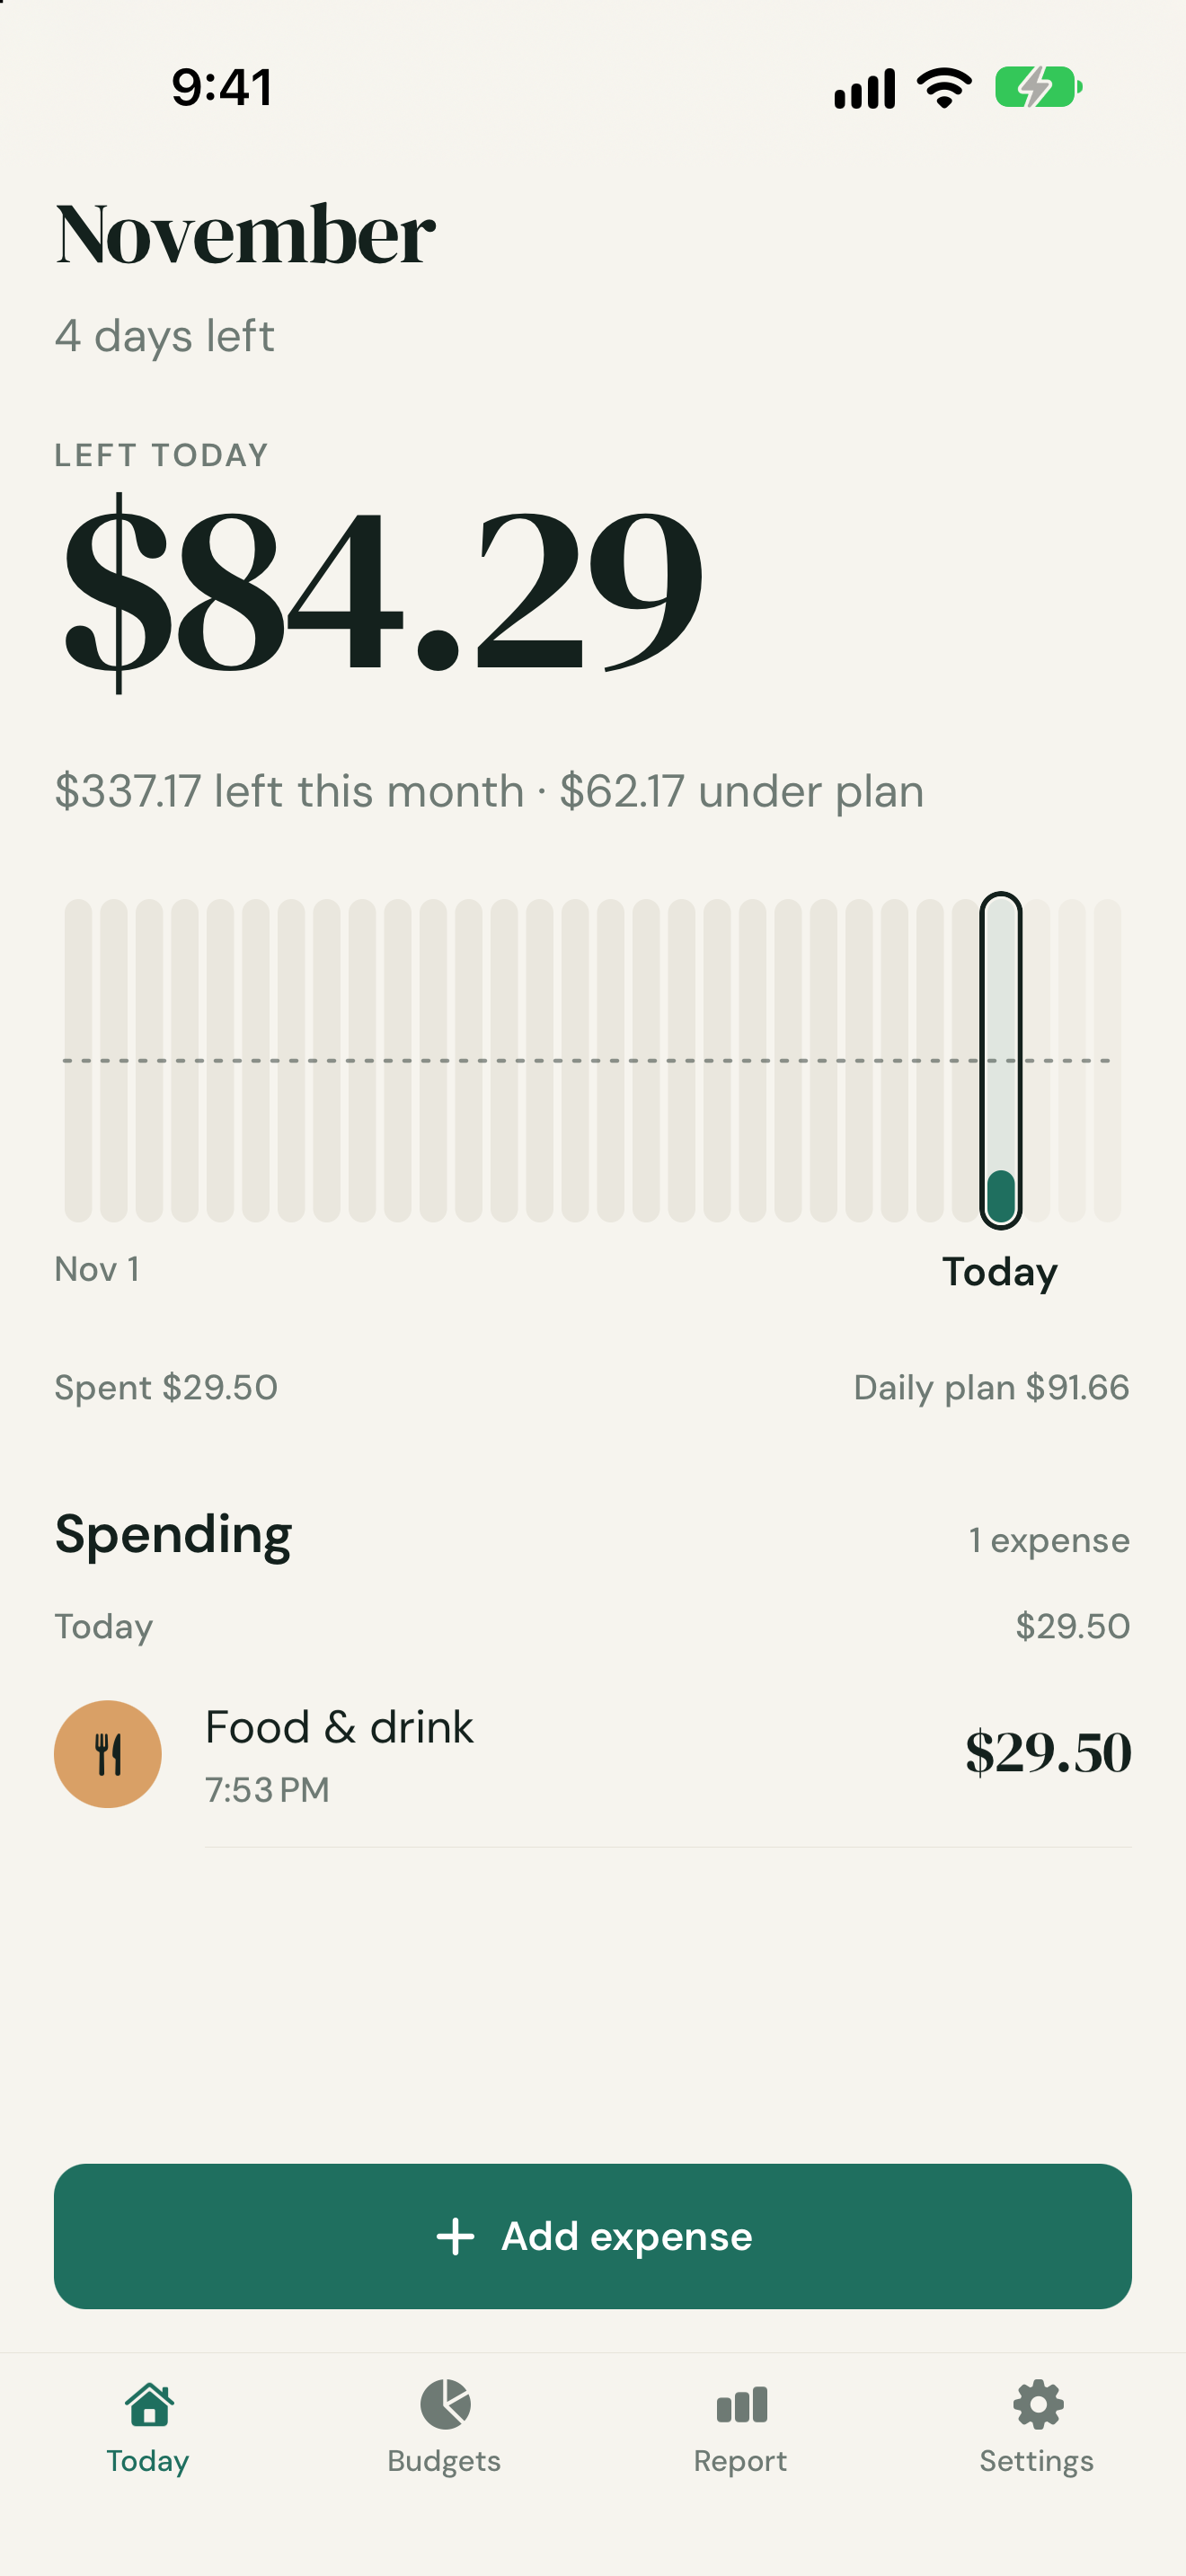 9:41
November
4 days left
LEFT TODAY
$84.29
$337.17 left this month · $62.17 under plan
Nov 1
Today
Spent $29.50
Daily plan $91.66
Spending
1 expense
Today
$29.50
Food & drink
$29.50
7:53 PM
Add expense
Today
Budgets
Report
Settings